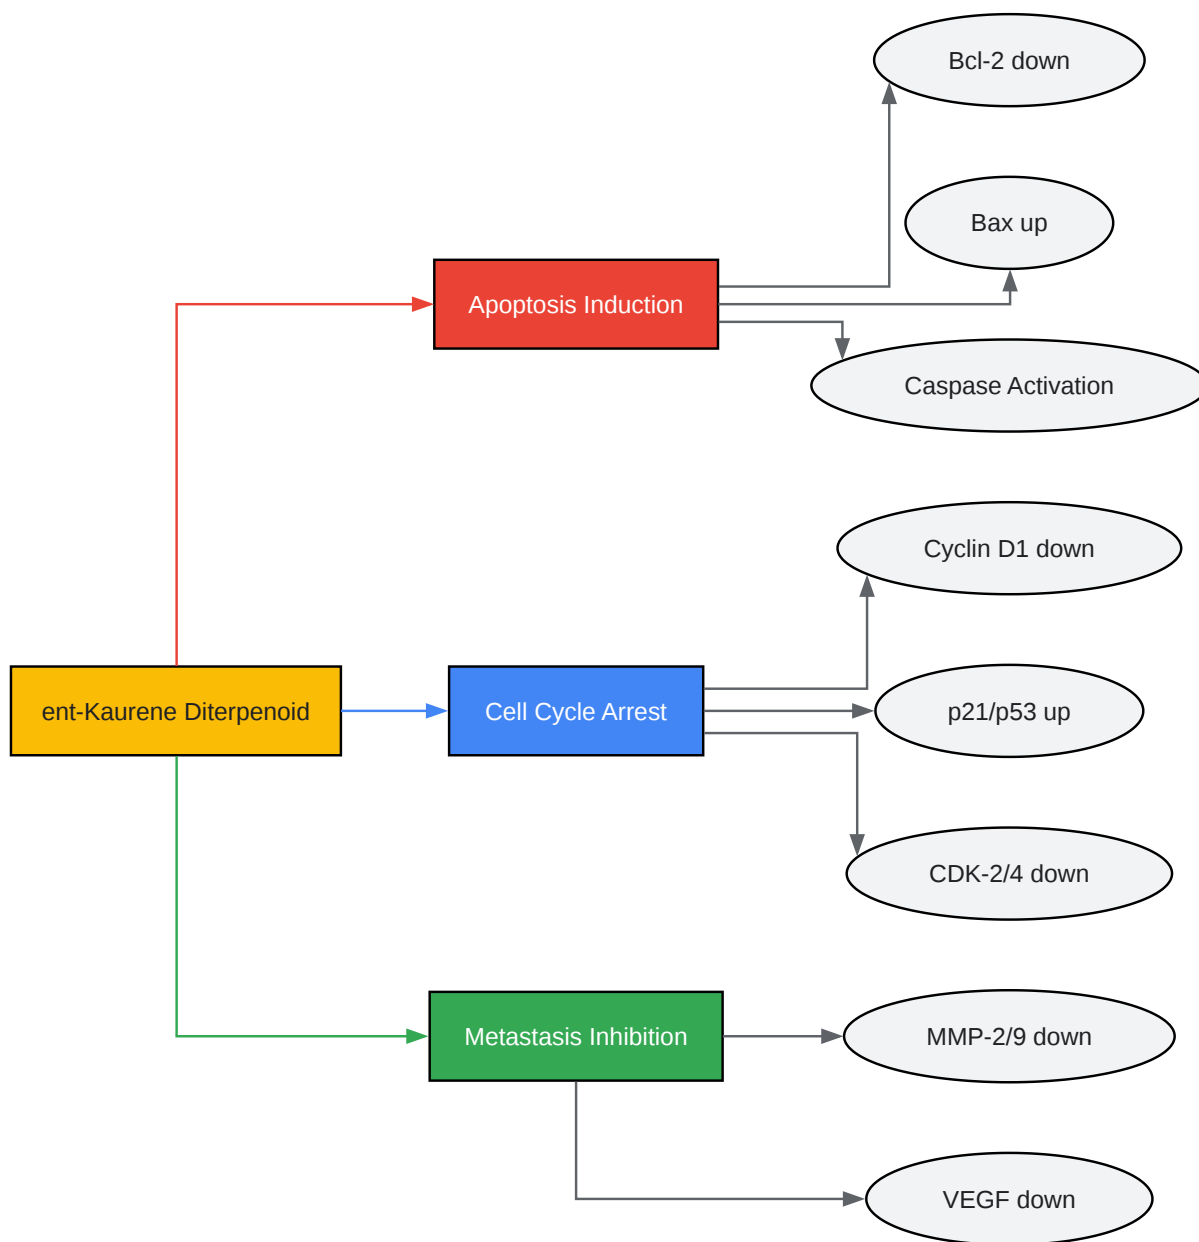 Bcl-2 down
Bax up
Apoptosis Induction
Caspase Activation
Cyclin D1 down
ent-Kaurene Diterpenoid
Cell Cycle Arrest
p21/p53 up
CDK-2/4 down
Metastasis Inhibition
MMP-2/9 down
VEGF down